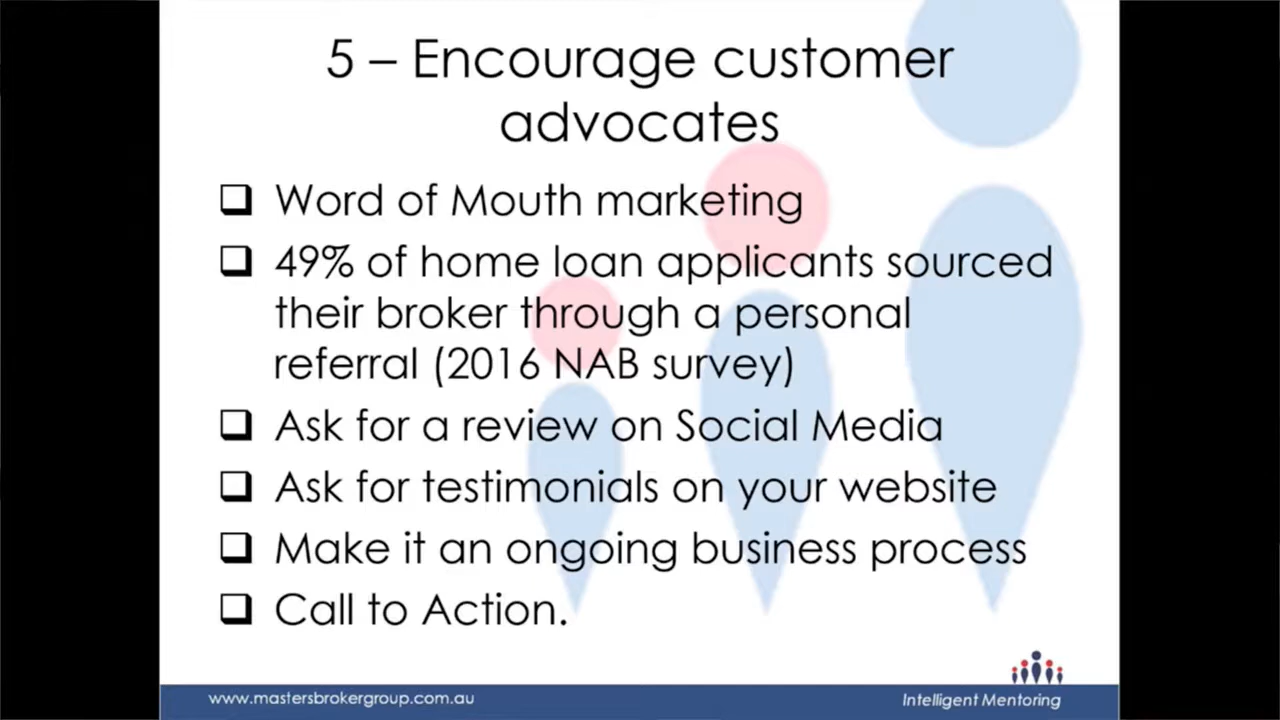 5 – Encourage customer
advocates
❑ Word of Mouth marketing
❑ 49% of home loan applicants sourced
their broker through a personal
referral (2016 NAB survey)
❑ Ask for a review on Social Media
❑ Ask for testimonials on your website
❑ Make it an ongoing business process
❑ Call to Action.
www.mastersbrokergroup.com.au
Intelligent Mentoring